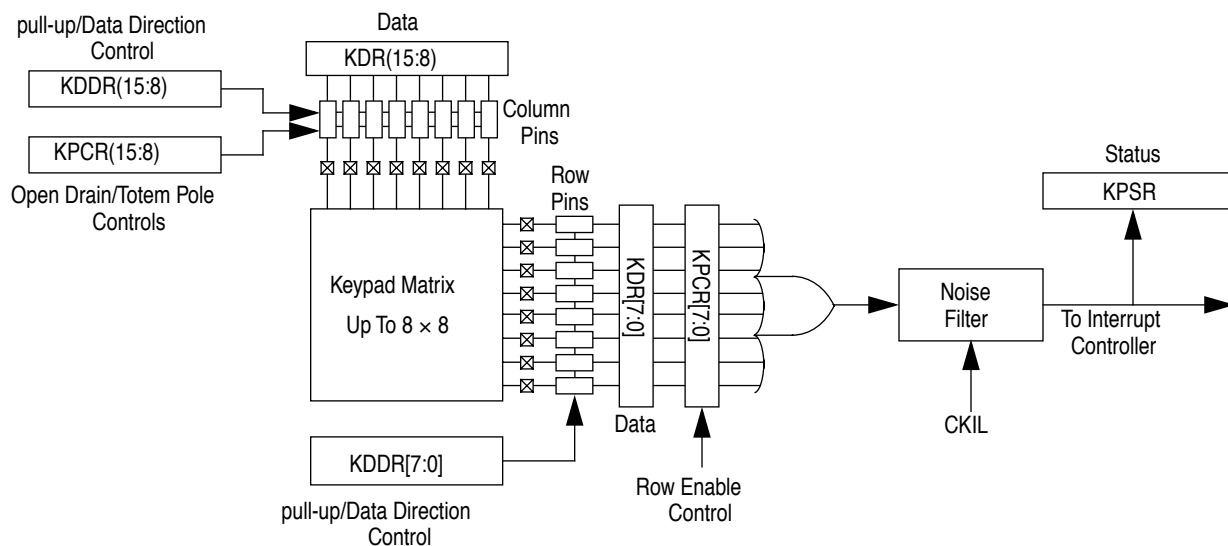 pull-up/Data Direction
Control
KDDR(15:8)
KPCR(15:8)
Open Drain/Totem Pole
Controls
Data
KDR(15:8)
Column
Pins
Row
Pins
Keypad Matrix
Up To 8 × 8
KDR[7:0]
Data
KPCR[7:0]
Row Enable
Control
KDDR[7:0]
pull-up/Data Direction
Control
Noise
Filter
CKIL
Status
KPSR
To Interrupt
Controller